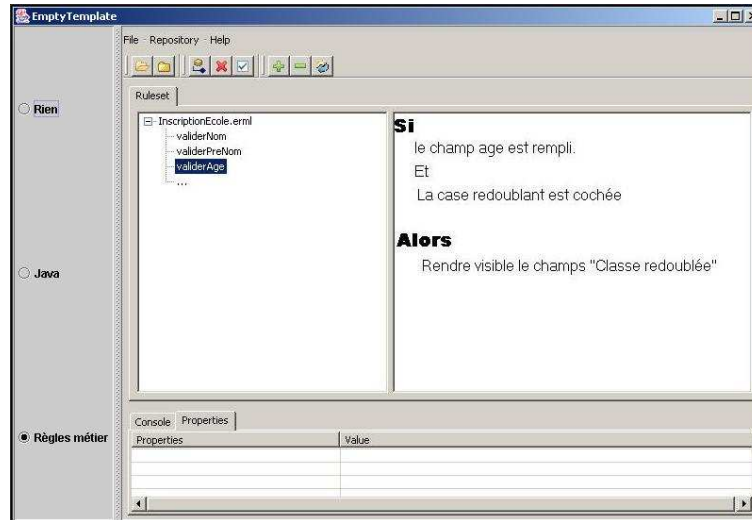 EmptyTemplate
File Repository Help
Ruleset
Rien
Java
Règles métier
InscriptionEcole.erml
validerNom
validerPreNom
validerAge
...
Si
le champ age est rempli.
Et
La case redoublant est cochée
Alors
Rendre visible le champs "Classe redoublée"
Console Properties
Properties Value